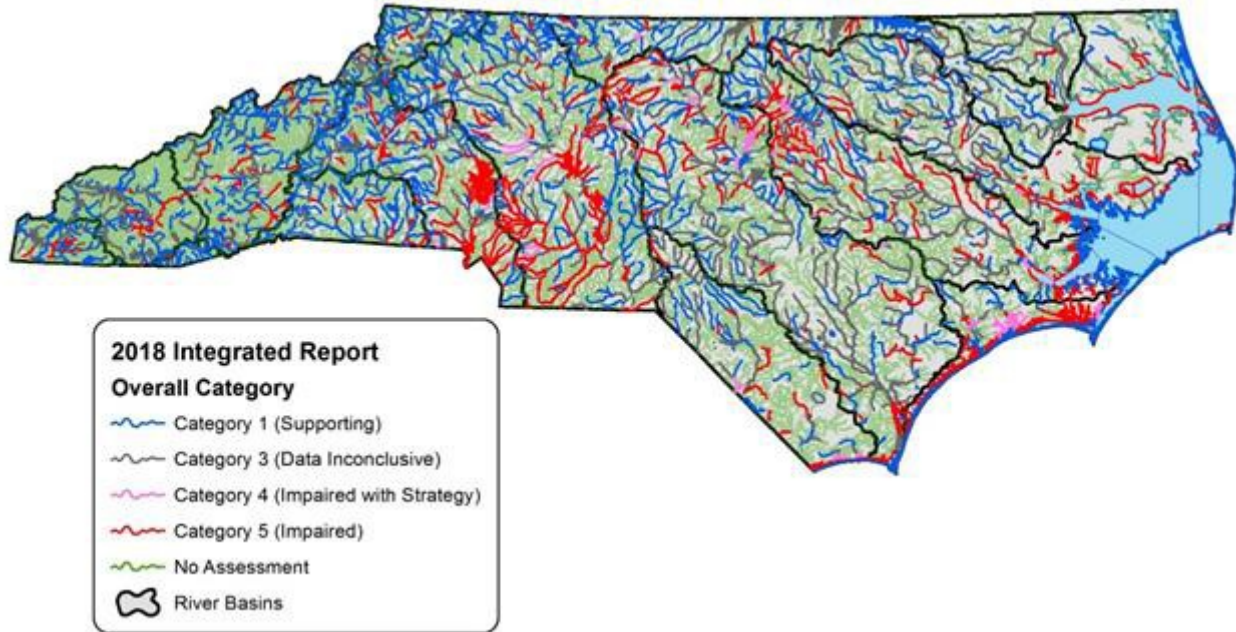 2018 Integrated Report
Overall Category
Category 1 (Supporting)
Category 3 (Data Inconclusive)
Category 4 (Impaired with Strategy)
Category 5 (Impaired)
No Assessment
River Basins